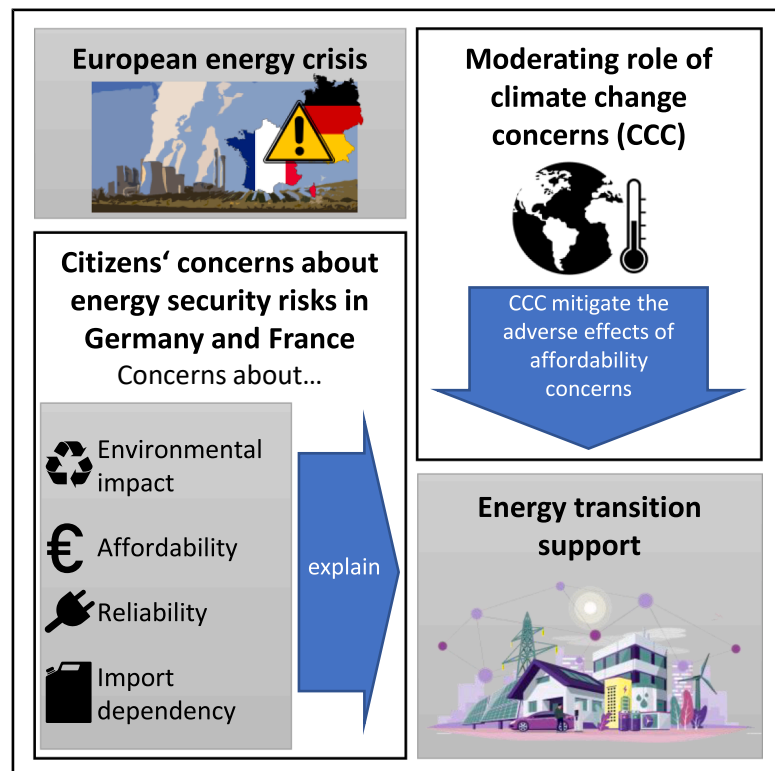 European energy crisis
Citizens‘ concerns about
energy security risks in
Germany and France
Concerns about…
Environmental
impact
€
Affordability
Reliability
Import
dependency
explain
Moderating role of
climate change
concerns (CCC)
CCC mitigate the
adverse effects of
affordability
concerns
Energy transition
support